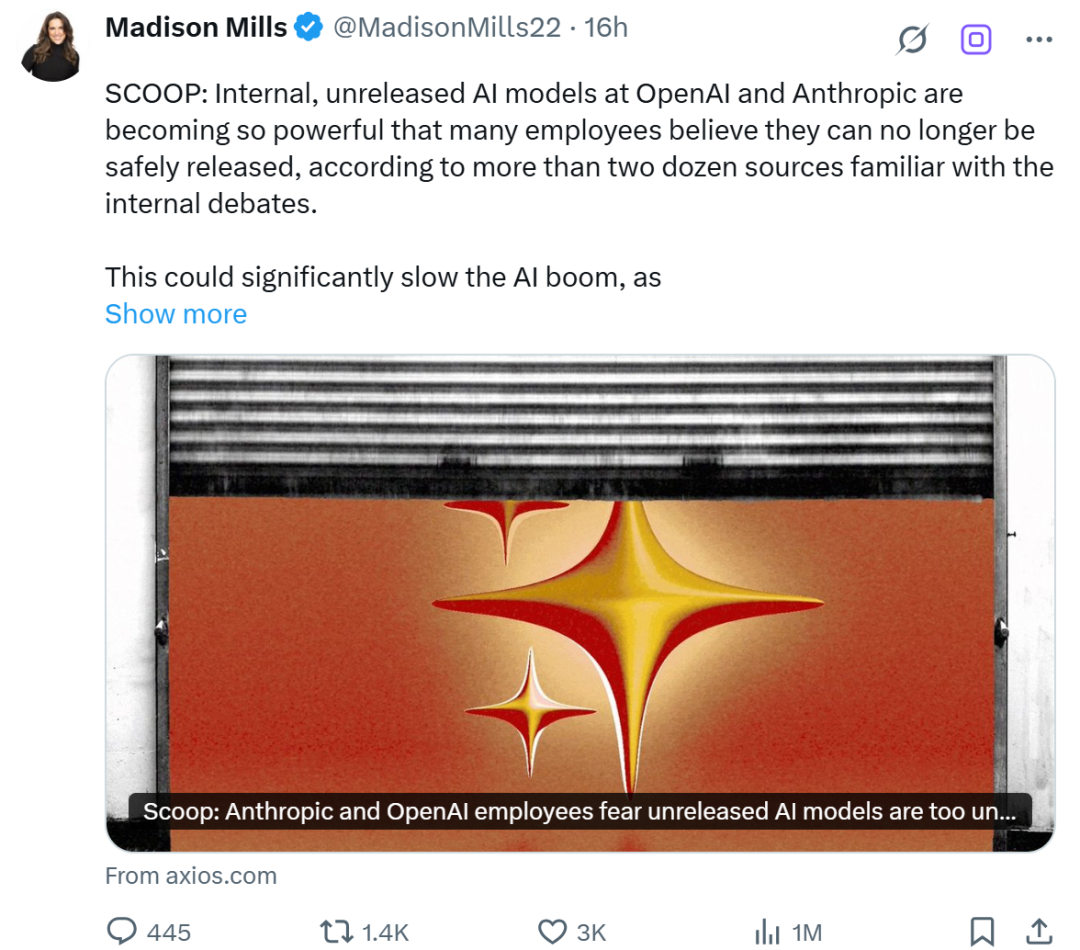 Madison Mills @MadisonMills22 · 16h
SCOOP: Internal, unreleased AI models at OpenAI and Anthropic are
becoming so powerful that many employees believe they can no longer be
safely released, according to more than two dozen sources familiar with the
internal debates.
This could significantly slow the AI boom, as
Show more
Scoop: Anthropic and OpenAI employees fear unreleased AI models are too un...
From axios.com
445 1.4K 3K 1M